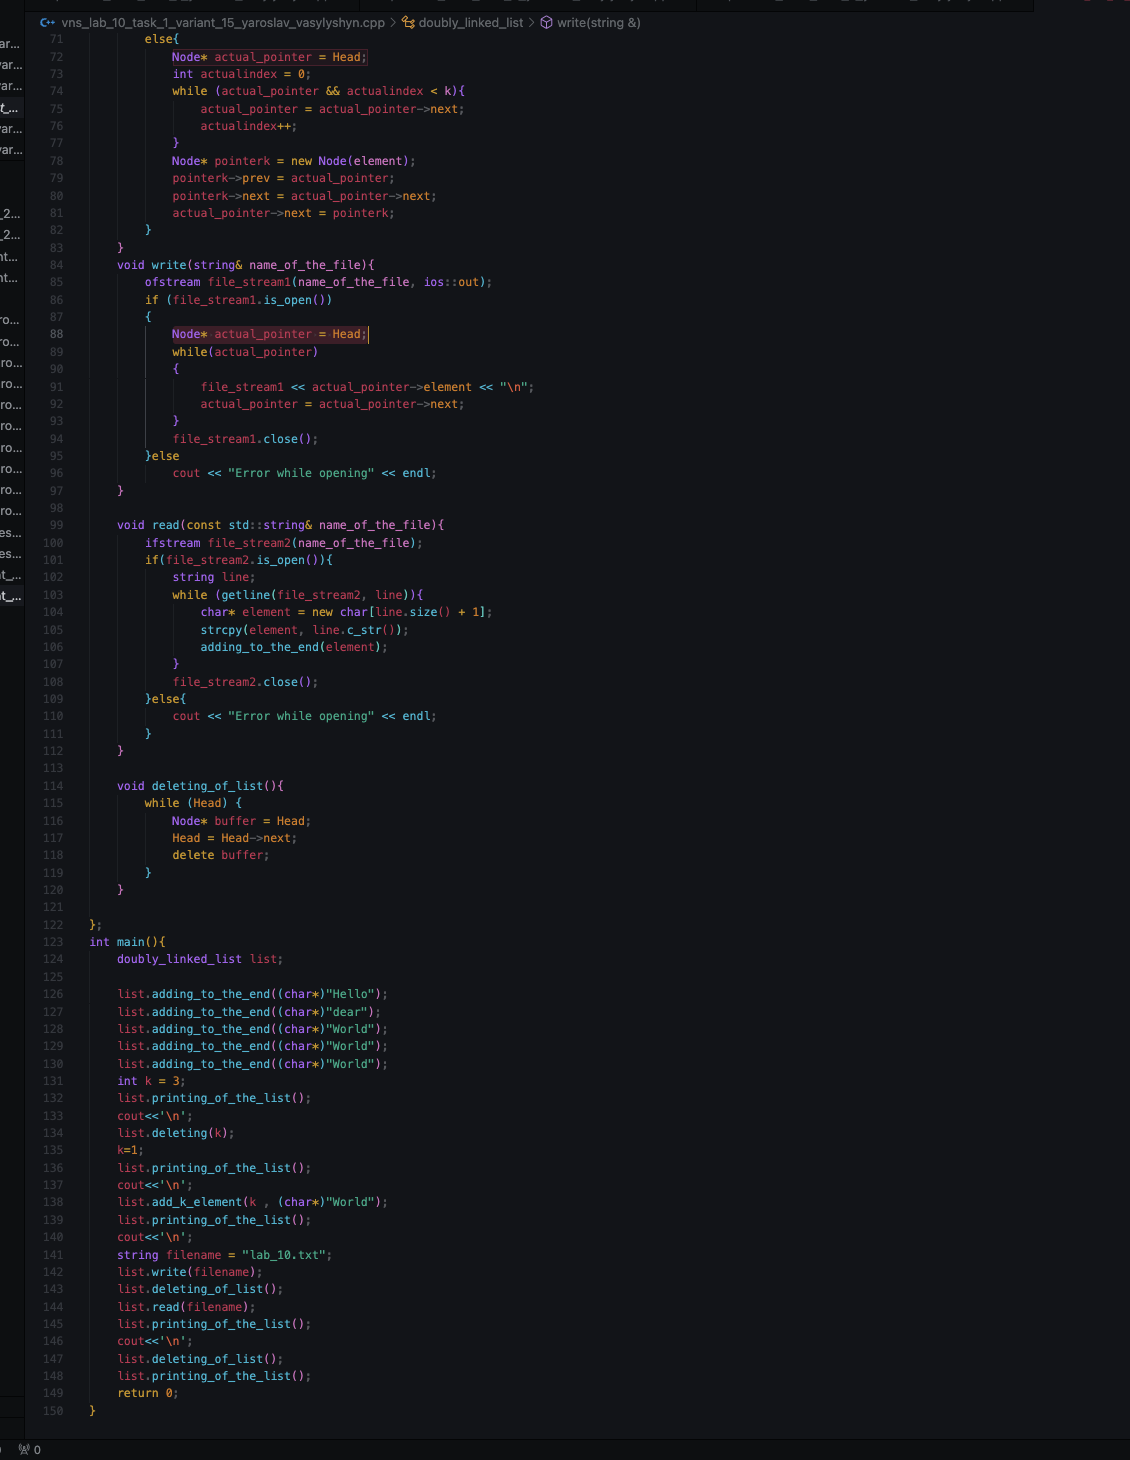 vns_lab_10_task_1_variant_15_yaroslav_vasylyshyn.cpp > doubly_linked_list > write(string &)
71 else{
72 Node* actual_pointer = Head;
73 int actualindex = 0;
74 while (actual_pointer && actualindex < k){
75 actual_pointer = actual_pointer->next;
76 actualindex++;
77 }
78 Node* pointerk = new Node(element);
79 pointerk->prev = actual_pointer;
80 pointerk->next = actual_pointer->next;
81 actual_pointer->next = pointerk;
82 }
83 }
84 void write(string& name_of_the_file){
85 ofstream file_stream1(name_of_the_file, ios::out);
86 if (file_stream1.is_open())
87 {
88 Node* actual_pointer = Head;
89 while(actual_pointer)
90 {
91 file_stream1 << actual_pointer->element << "\n";
92 actual_pointer = actual_pointer->next;
93 }
94 file_stream1.close();
95 }else
96 cout << "Error while opening" << endl;
97 }
98
99 void read(const std::string& name_of_the_file){
100 ifstream file_stream2(name_of_the_file);
101 if(file_stream2.is_open()){
102 string line;
103 while (getline(file_stream2, line)){
104 char* element = new char[line.size() + 1];
105 strcpy(element, line.c_str());
106 adding_to_the_end(element);
107 }
108 file_stream2.close();
109 }else{
110 cout << "Error while opening" << endl;
111 }
112 }
113
114 void deleting_of_list(){
115 while (Head) {
116 Node* buffer = Head;
117 Head = Head->next;
118 delete buffer;
119 }
120 }
121
122 };
123 int main(){
124 doubly_linked_list list;
125
126 list.adding_to_the_end((char*)"Hello");
127 list.adding_to_the_end((char*)"dear");
128 list.adding_to_the_end((char*)"World");
129 list.adding_to_the_end((char*)"World");
130 list.adding_to_the_end((char*)"World");
131 int k = 3;
132 list.printing_of_the_list();
133 cout<<'\n';
134 list.deleting(k);
135 k=1;
136 list.printing_of_the_list();
137 cout<<'\n';
138 list.add_k_element(k , (char*)"World");
139 list.printing_of_the_list();
140 cout<<'\n';
141 string filename = "lab_10.txt";
142 list.write(filename);
143 list.deleting_of_list();
144 list.read(filename);
145 list.printing_of_the_list();
146 cout<<'\n';
147 list.deleting_of_list();
148 list.printing_of_the_list();
149 return 0;
150 }
0